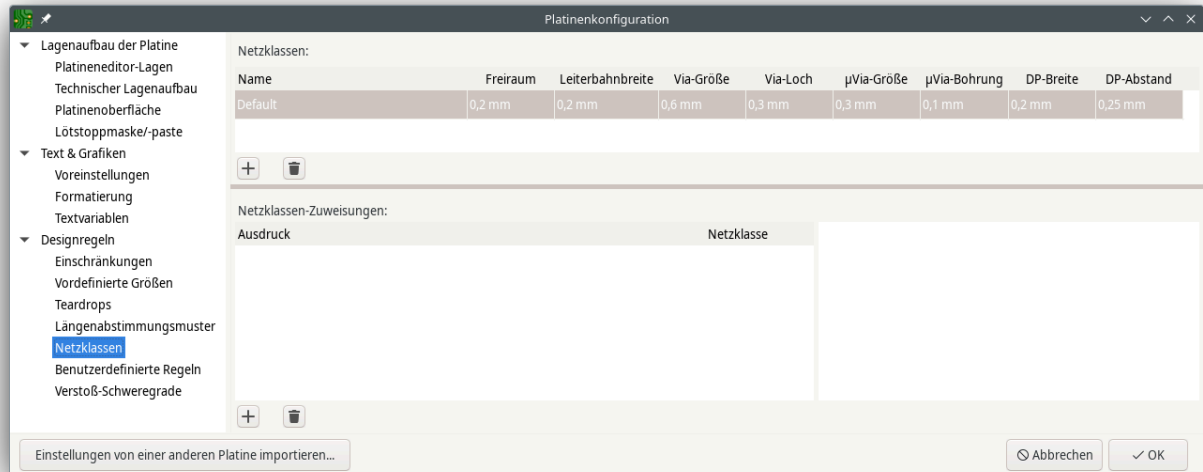 Platinenkonfiguration
Lagenaufbau der Platine
Platineneditor-Lagen
Technischer Lagenaufbau
Platinenoberfläche
Lötstoppmaske/-paste
Text & Grafiken
Voreinstellungen
Formatierung
Textvariablen
Designregeln
Einschränkungen
Vordefinierte Größen
Teardrops
Längenabstimmungsmuster
Netzklassen
Benutzerdefinierte Regeln
Verstoß-Schweregrade
Netzklassen:
Name Freiraum Leiterbahnbreite Via-Größe Via-Loch µVia-Größe µVia-Bohrung DP-Breite DP-Abstand
Default 0,2 mm 0,2 mm 0,6 mm 0,3 mm 0,3 mm 0,1 mm 0,2 mm 0,25 mm
Netzklassen-Zuweisungen:
Ausdruck Netzklasse
Einstellungen von einer anderen Platine importieren... Abbrechen OK